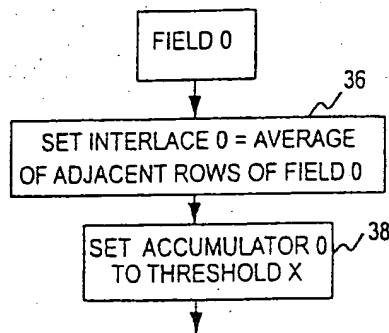 FIELD 0
36
SET INTERLACE 0 = AVERAGE
OF ADJACENT ROWS OF FIELD 0
SET ACCUMULATOR 0
TO THRESHOLD X
38